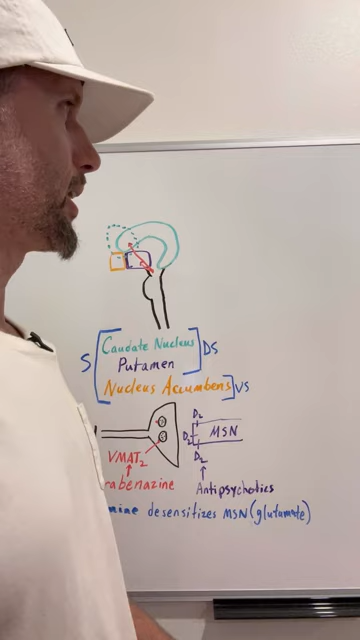 S [Caudate Nucleus] DS
Putamen
Nucleus Accumbens] VS
D₂
D₂ MSN
D₂
VMAT₂
rabenazine
Antipsychotics
mine desensitizes MSN (glutamate)